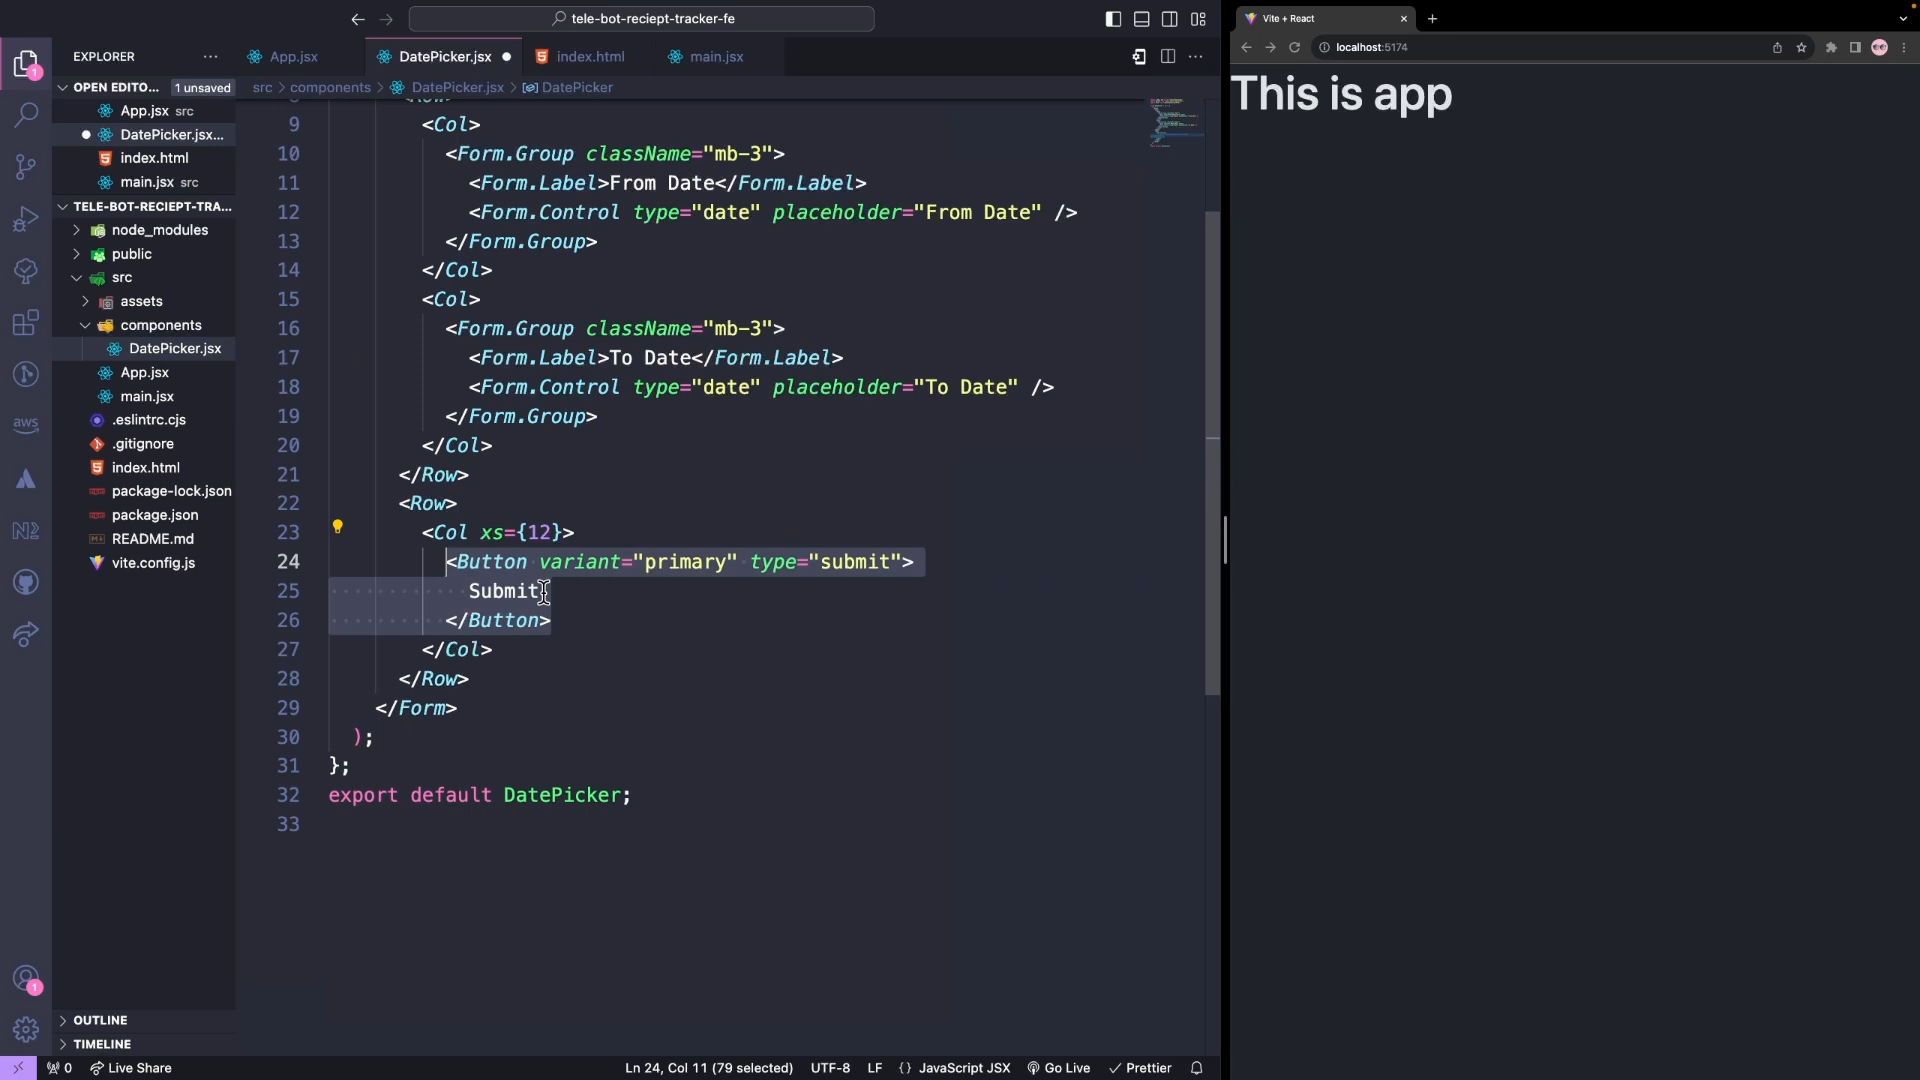 tele-bot-reciept-tracker-fe
Vite + React
EXPLORER
App.jsx
DatePicker.jsx
index.html
main.jsx
localhost:5174
OPEN EDITO...
1 unsaved
src > components > DatePicker.jsx > DatePicker
App.jsx src
DatePicker.jsx...
index.html
main.jsx src
TELE-BOT-RECIEPT-TRA...
node_modules
public
src
assets
components
DatePicker.jsx
App.jsx
main.jsx
.eslintrc.cjs
.gitignore
index.html
package-lock.json
package.json
README.md
vite.config.js
OUTLINE
TIMELINE
aws
1
1
8 <Row>
9 <Col>
10 <Form.Group className="mb-3">
11 <Form.Label>From Date</Form.Label>
12 <Form.Control type="date" placeholder="From Date" />
13 </Form.Group>
14 </Col>
15 <Col>
16 <Form.Group className="mb-3">
17 <Form.Label>To Date</Form.Label>
18 <Form.Control type="date" placeholder="To Date" />
19 </Form.Group>
20 </Col>
21 </Row>
22 <Row>
23 <Col xs={12}>
24 <Button variant="primary" type="submit">
25 Submit
26 </Button>
27 </Col>
28 </Row>
29 </Form>
30 );
31 };
32 export default DatePicker;
33
This is app
0
Live Share
Ln 24, Col 11 (79 selected)
UTF-8
LF
{} JavaScript JSX
Go Live
Prettier